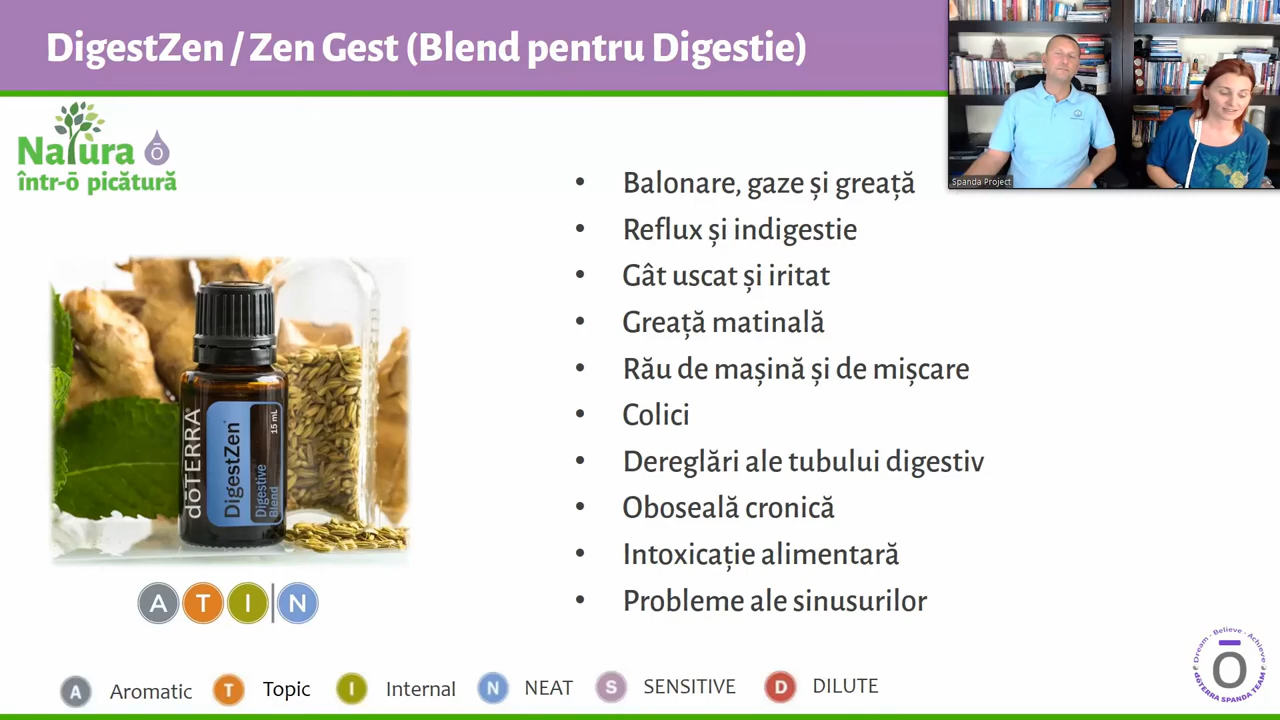 DigestZen / Zen Gest (Blend pentru Digestie)
Spanda Project
Natura ō
într-ō picătură
• Balonare, gaze și greață
• Reflux și indigestie
• Gât uscat și iritat
• Greață matinală
• Rău de mașină și de mișcare
• Colici
• Dereglări ale tubului digestiv
• Oboseală cronică
• Intoxicație alimentară
• Probleme ale sinusurilor
dōTERRA
DigestZen
Digestive
Blend
15 mL
A T I | N
A Aromatic T Topic I Internal N NEAT S SENSITIVE D DILUTE
Dream - Believe - Achieve
ō
dōTERRA SPANDA TEAM